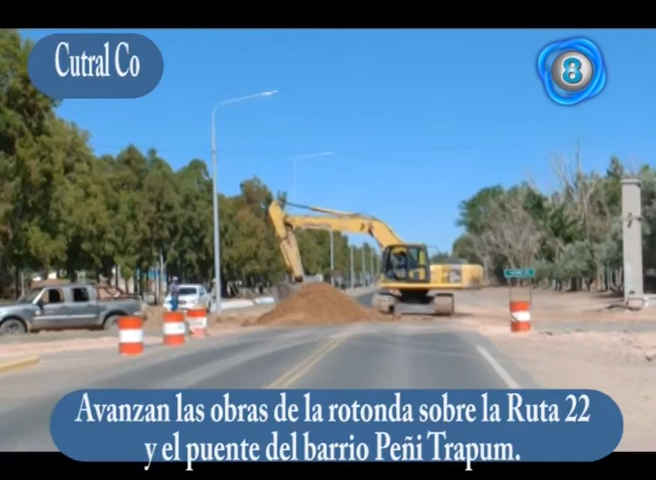 Cutral Co
8
Avanzan las obras de la rotonda sobre la Ruta 22
y el puente del barrio Peñi Trapum.